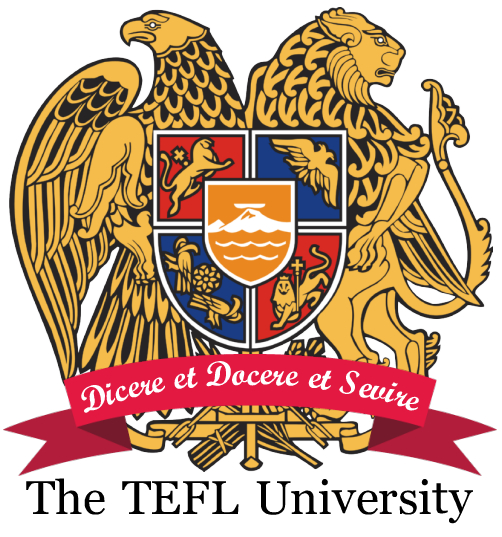 Dicere et Docere et Sevire
The TEFL University